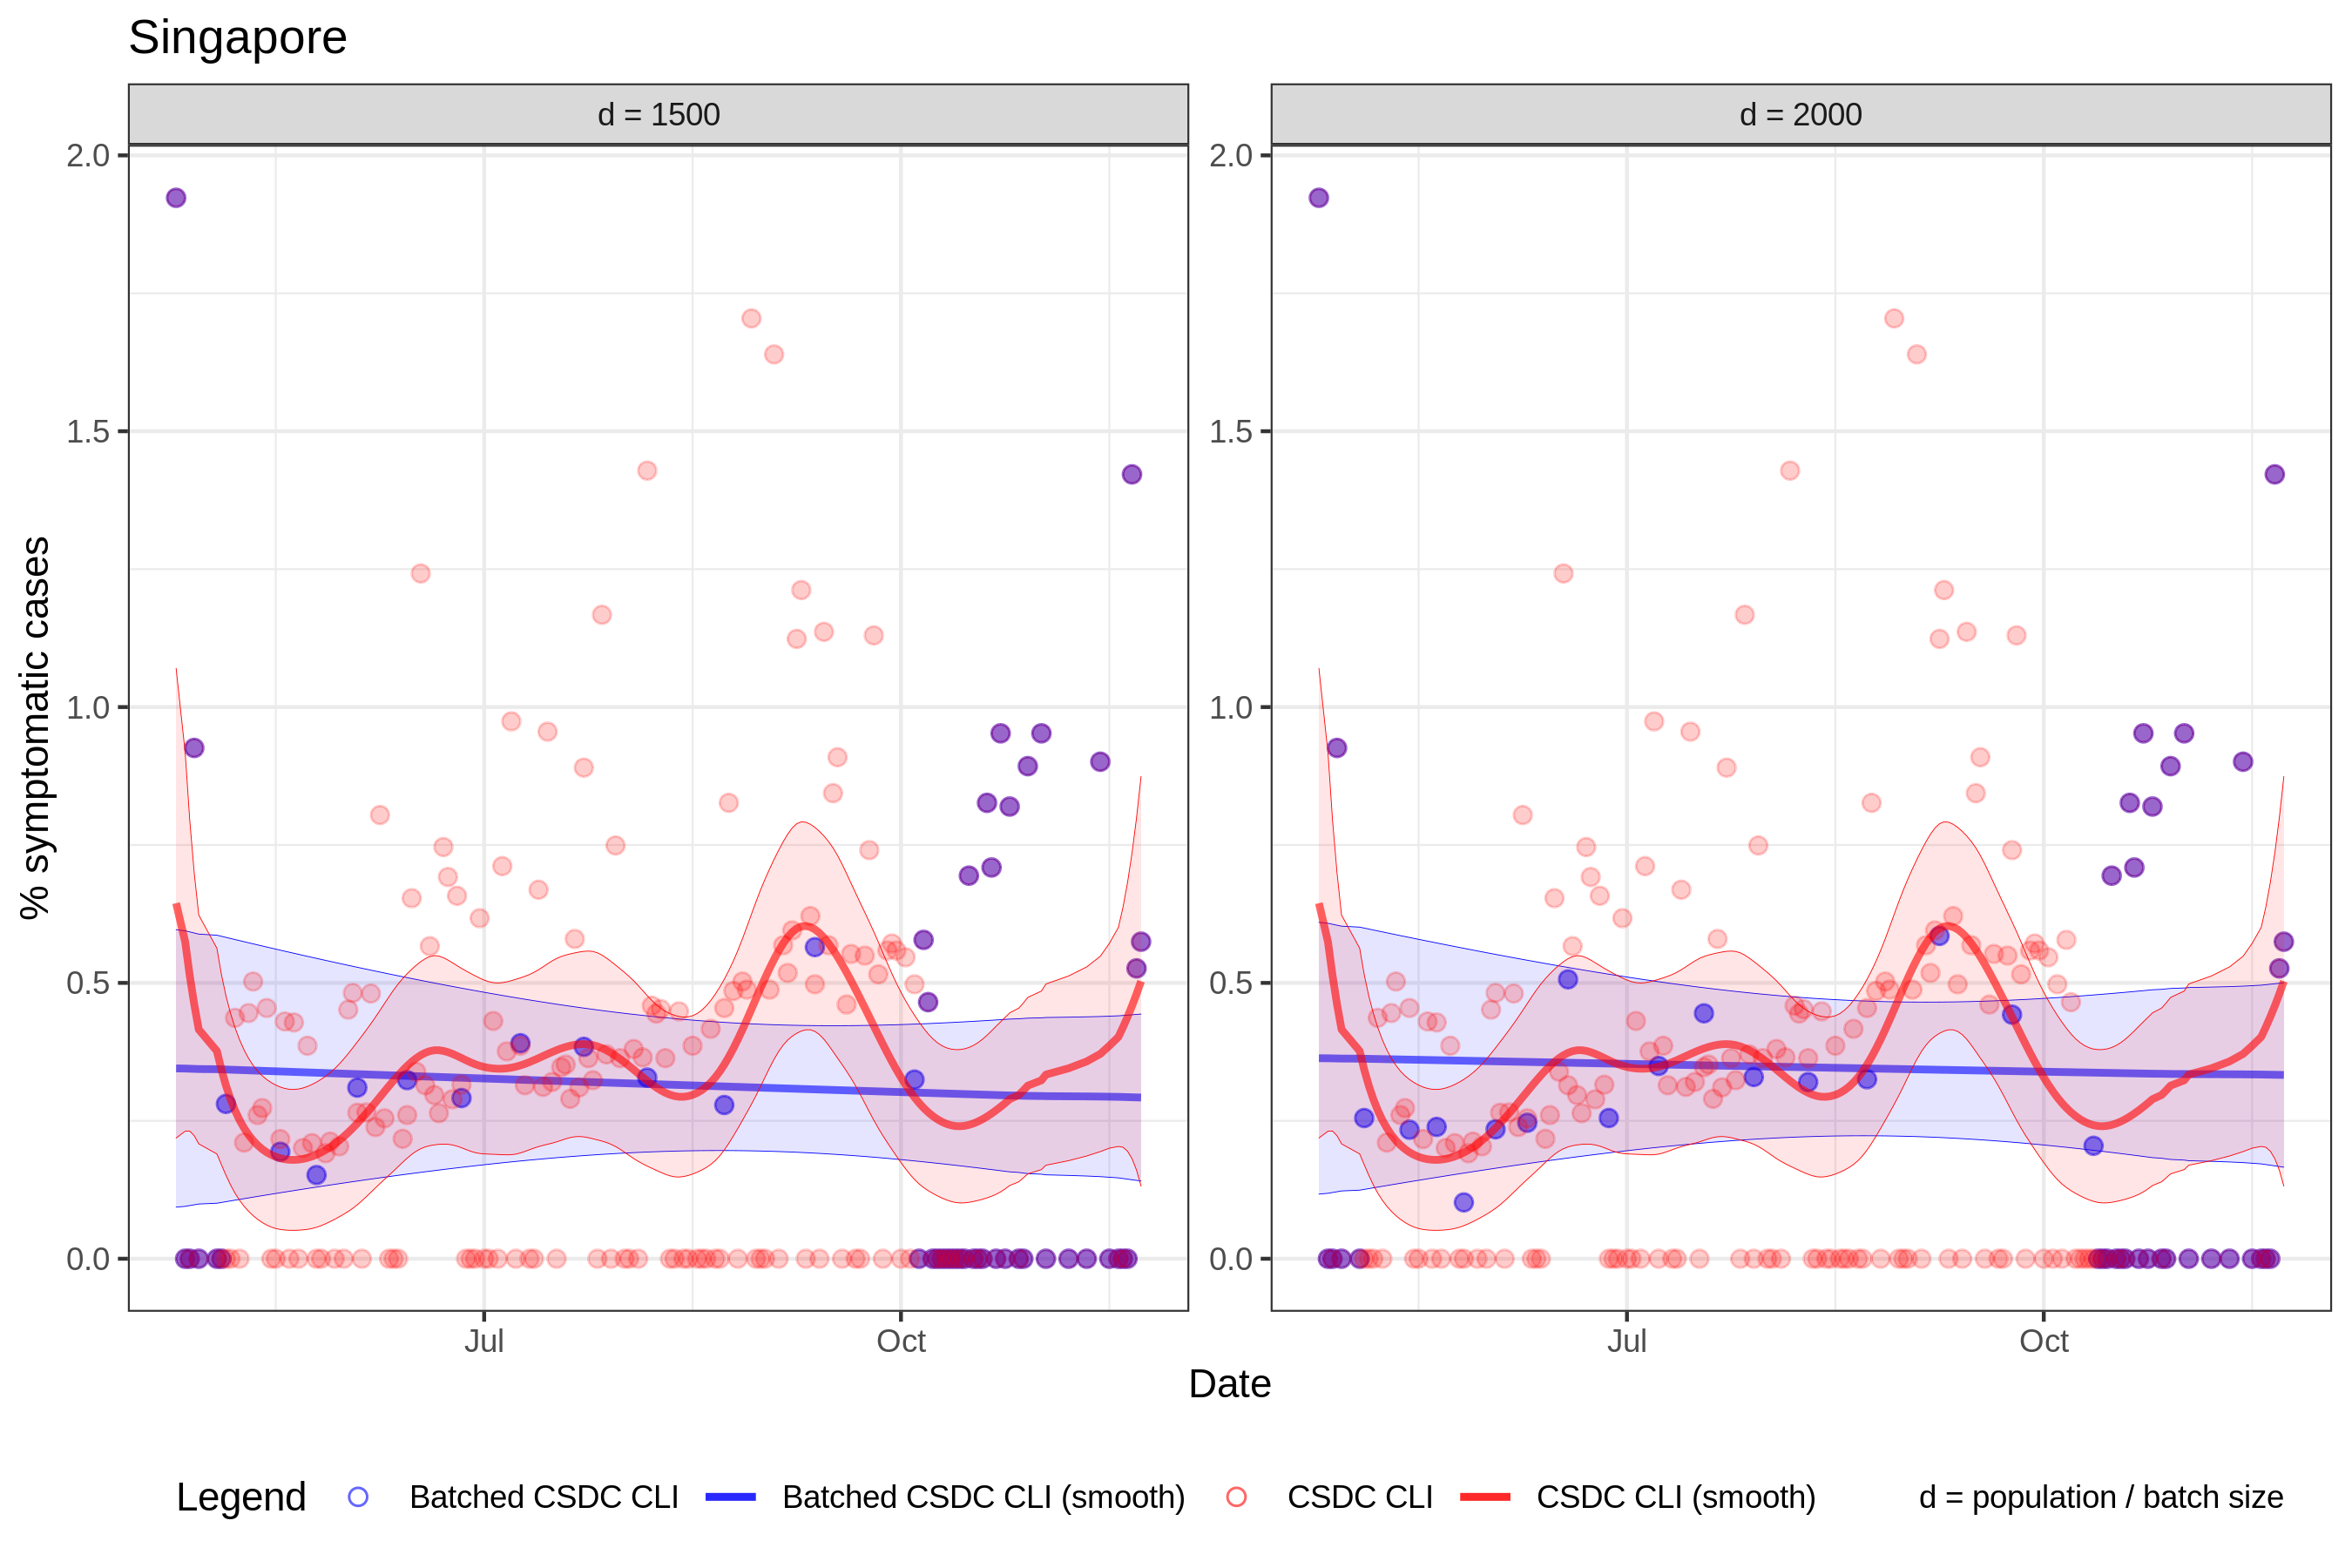 Singapore
d = 1500
d = 2000
% symptomatic cases
2.0
1.5
1.0
0.5
0.0
2.0
1.5
1.0
0.5
0.0
Jul
Oct
Jul
Oct
Date
Legend
Batched CSDC CLI
Batched CSDC CLI (smooth)
CSDC CLI
CSDC CLI (smooth)
d = population / batch size